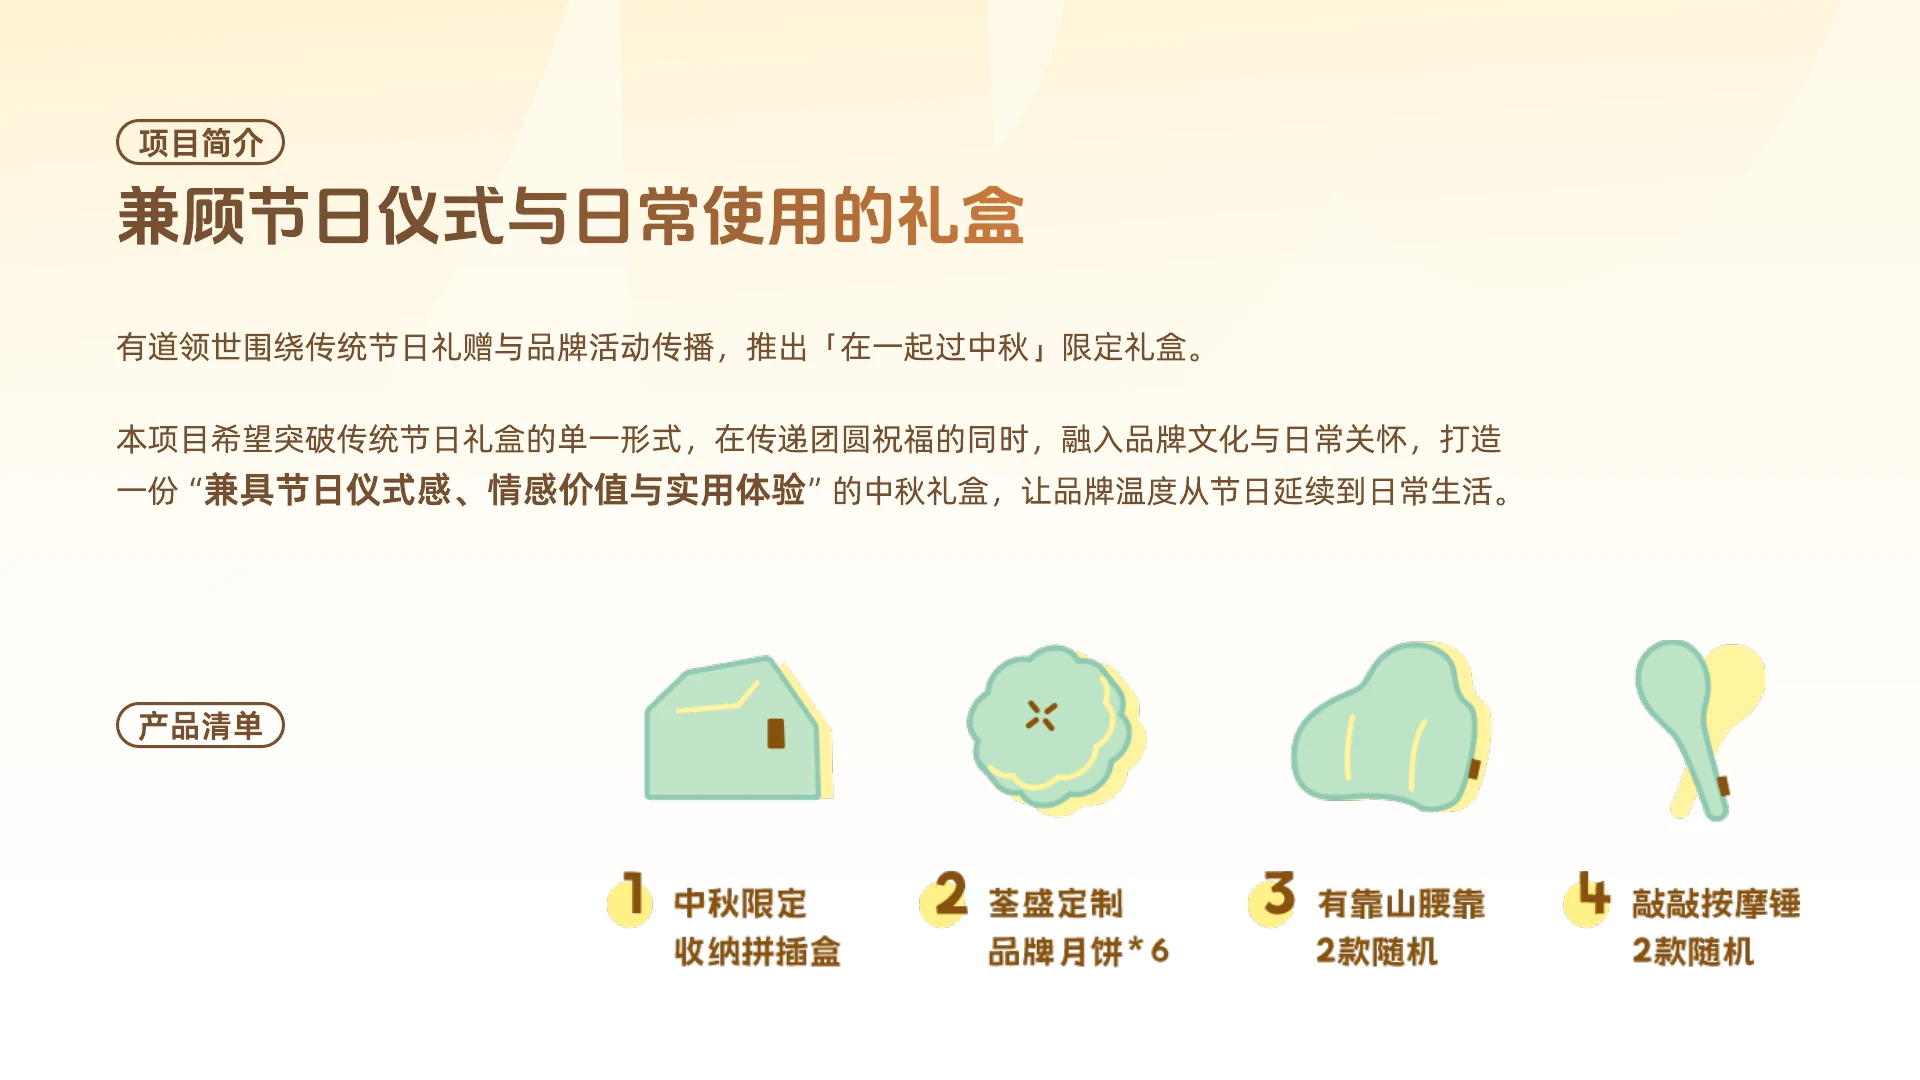 项目简介
兼顾节日仪式与日常使用的礼盒
有道领世围绕传统节日礼赠与品牌活动传播，推出「在一起过中秋」限定礼盒。
本项目希望突破传统节日礼盒的单一形式，在传递团圆祝福的同时，融入品牌文化与日常关怀，打造
一份“兼具节日仪式感、情感价值与实用体验”的中秋礼盒，让品牌温度从节日延续到日常生活。
产品清单
1 中秋限定
收纳拼插盒
2 荃盛定制
品牌月饼*6
3 有靠山腰靠
2款随机
4 敲敲按摩锤
2款随机